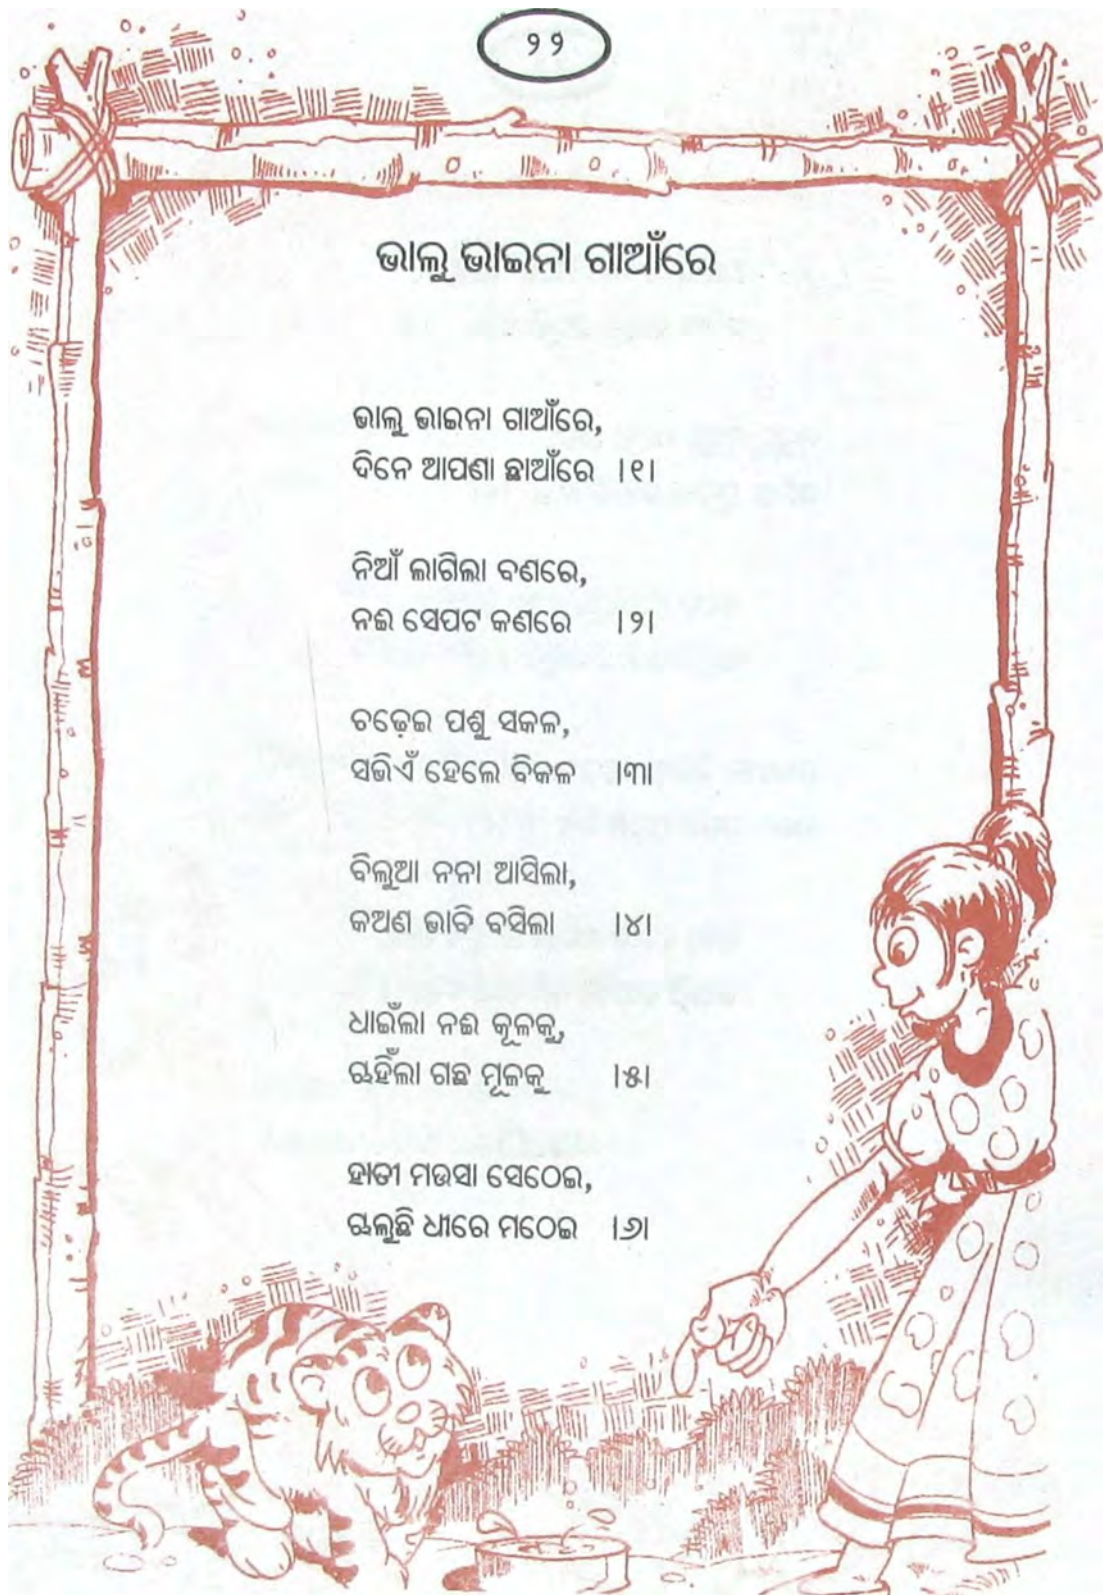 ୨୨
ଭାଲୁ ଭାଇନା ଗାଆଁରେ
ଭାଲୁ ଭାଇନା ଗାଆଁରେ,
ଦିନେ ଆପଣା ଛାଆଁରେ ।୧।
ନିଆଁ ଲାଗିଲା ବଣରେ,
ନଈ ସେପଟ କଣରେ ।୨।
ଚଢ଼େଇ ପଶୁ ସକଳ,
ସଭିଏଁ ହେଲେ ବିକଳ ।୩।
ବିଲୁଆ ନନା ଆସିଲା,
କଅଣ ଭାବି ବସିଲା ।୪।
ଧାଇଁଲା ନଈ କୂଳକୁ,
ଚାହିଁଲା ଗଛ ମୂଳକୁ ।୫।
ହାତୀ ମଉସା ସେଠେଇ,
ଚାଲୁଛି ଧୀରେ ମଠେଇ ।୬।